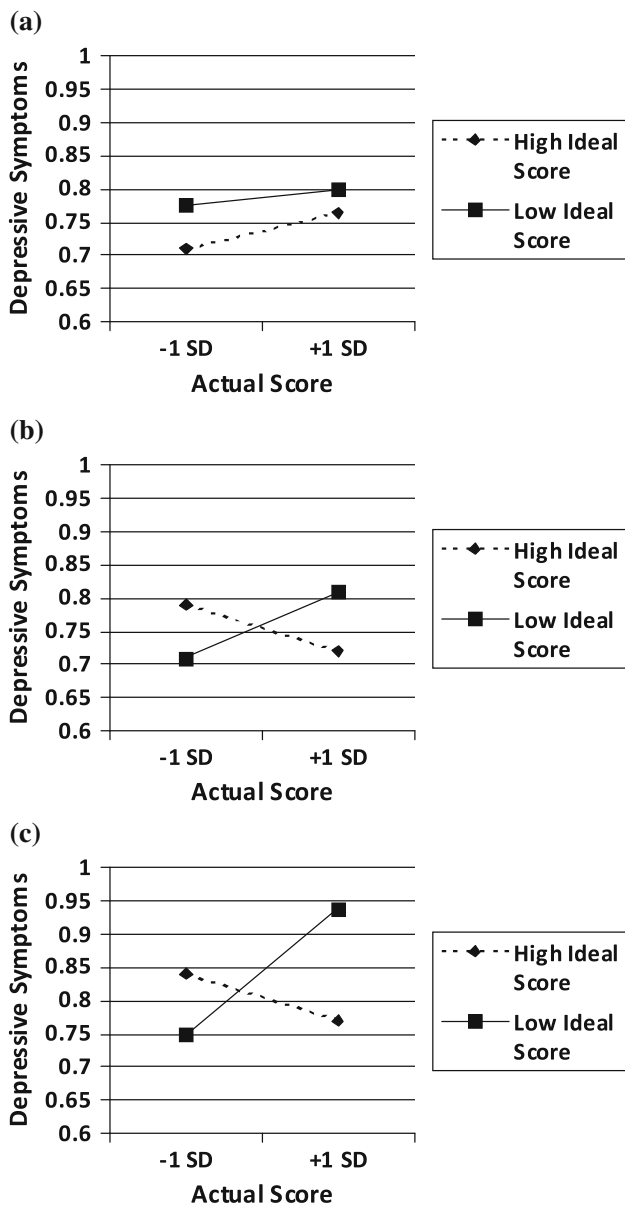 (a)
1
0.95
0.9
0.85
0.8
0.75
0.7
0.65
0.6
Depressive Symptoms
-1 SD +1 SD
Actual Score
High Ideal
Score
Low Ideal
Score
(b)
1
0.95
0.9
0.85
0.8
0.75
0.7
0.65
0.6
Depressive Symptoms
-1 SD +1 SD
Actual Score
High Ideal
Score
Low Ideal
Score
(c)
1
0.95
0.9
0.85
0.8
0.75
0.7
0.65
0.6
Depressive Symptoms
-1 SD +1 SD
Actual Score
High Ideal
Score
Low Ideal
Score